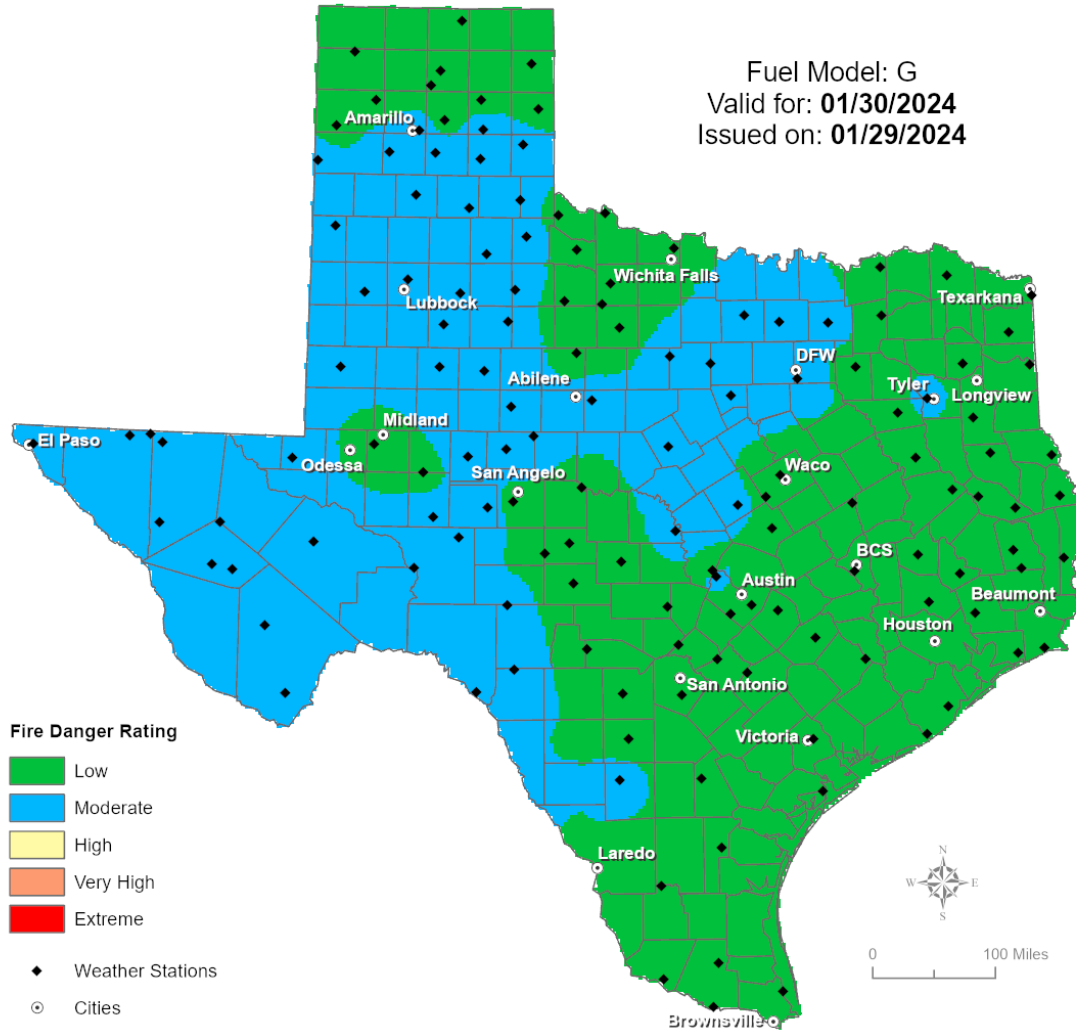 Fuel Model: G
Valid for: 01/30/2024
Issued on: 01/29/2024
Amarillo
Wichita Falls
Lubbock
Texarkana
DFW
Abilene
Tyler
Longview
Midland
El Paso
Odessa
San Angelo
Waco
BCS
Austin
Beaumont
Houston
San Antonio
Victoria
Laredo
Brownsville
Fire Danger Rating
Low
Moderate
High
Very High
Extreme
Weather Stations
Cities
N
W
E
S
0 100 Miles